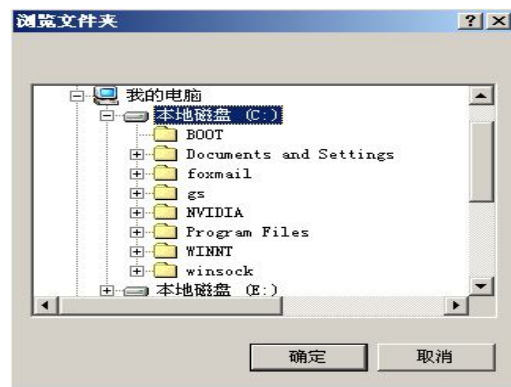 浏览文件夹
我的电脑
本地磁盘 (C:)
BOOT
Documents and Settings
foxmail
gs
NVIDIA
Program Files
WINNT
winsock
本地磁盘 (E:)
确定 取消